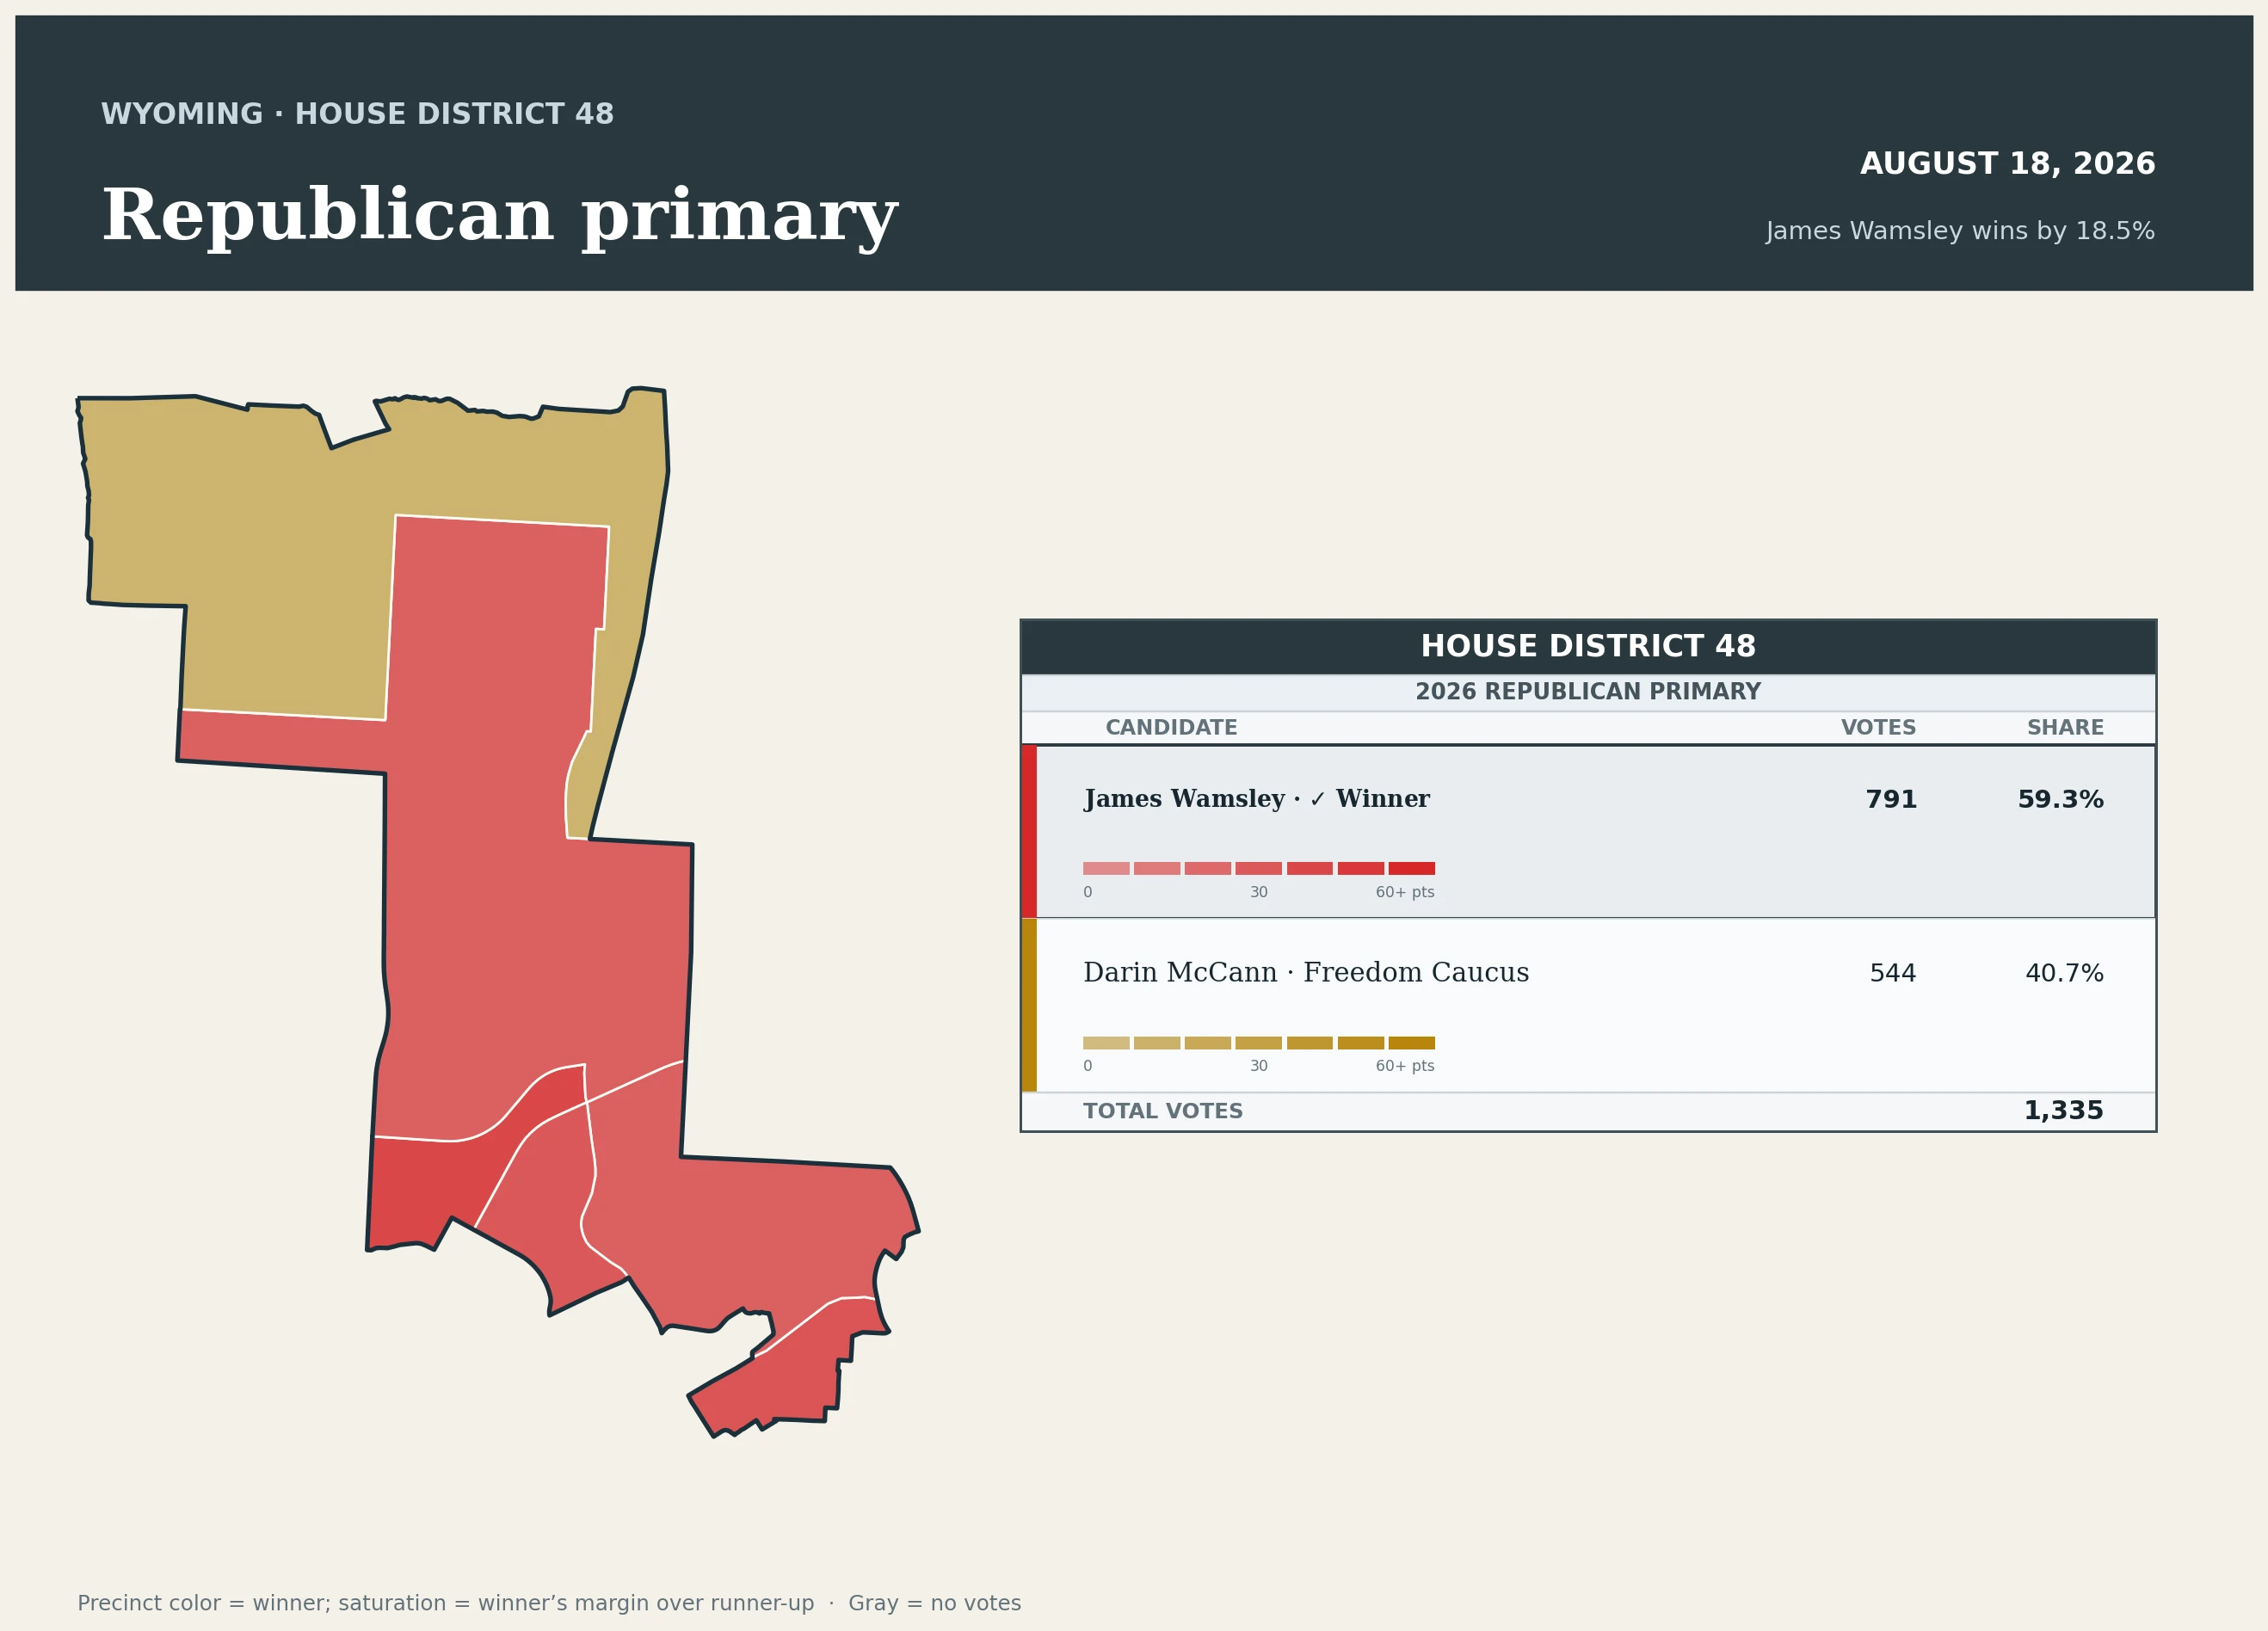 WYOMING · HOUSE DISTRICT 48
Republican primary
AUGUST 18, 2026
James Wamsley wins by 18.5%
HOUSE DISTRICT 48
2026 REPUBLICAN PRIMARY
CANDIDATE VOTES SHARE
James Wamsley · ✓ Winner 791 59.3%
0 30 60+ pts
Darin McCann · Freedom Caucus 544 40.7%
0 30 60+ pts
TOTAL VOTES 1,335
Precinct color = winner; saturation = winner’s margin over runner-up · Gray = no votes